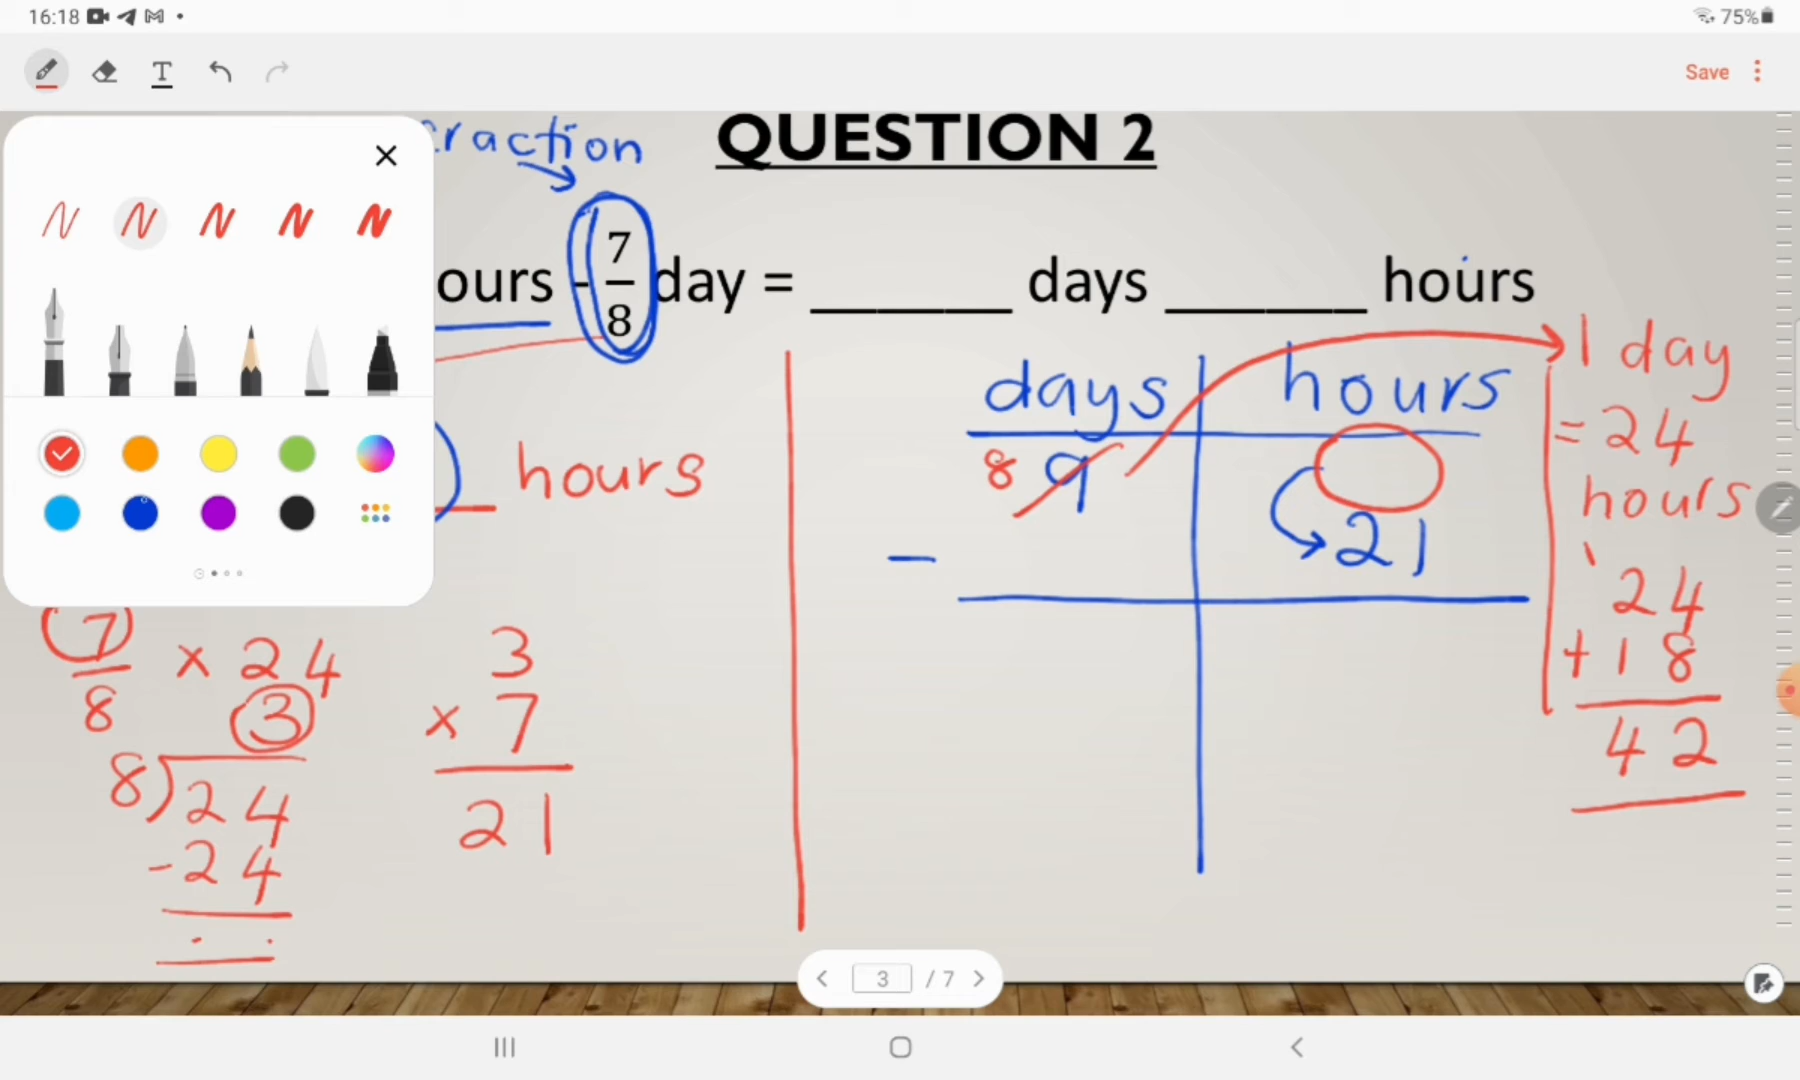 16:18
75%
T
Save
raction
QUESTION 2
ours - 7/8 day = ______ days ______ hours
days hours
8 9
- 21
1 day
= 24
hours
24
+ 18
42
hours
7/8 × 24
3
8)24
-24
3
× 7
21
3 / 7